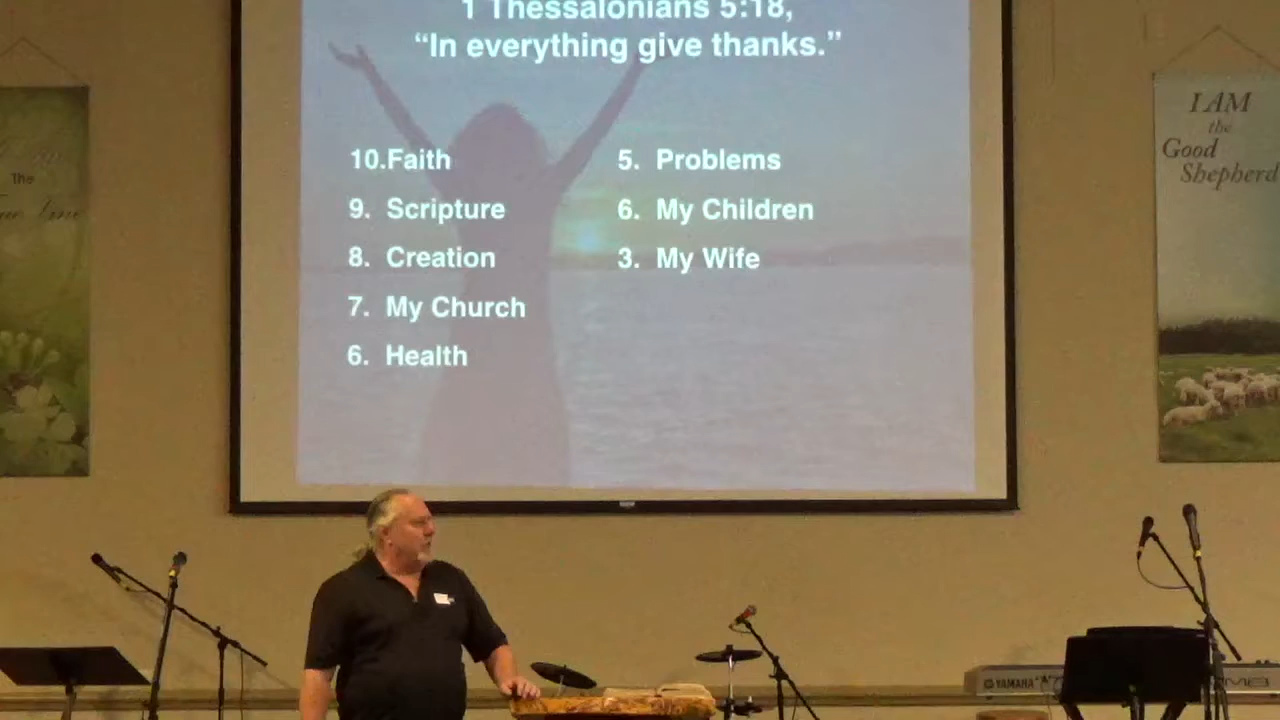 1 Thessalonians 5:18,
“In everything give thanks.”
10.Faith
9. Scripture
8. Creation
7. My Church
6. Health
5. Problems
6. My Children
3. My Wife
The
I AM
the
Good
Shepherd
YAMAHA